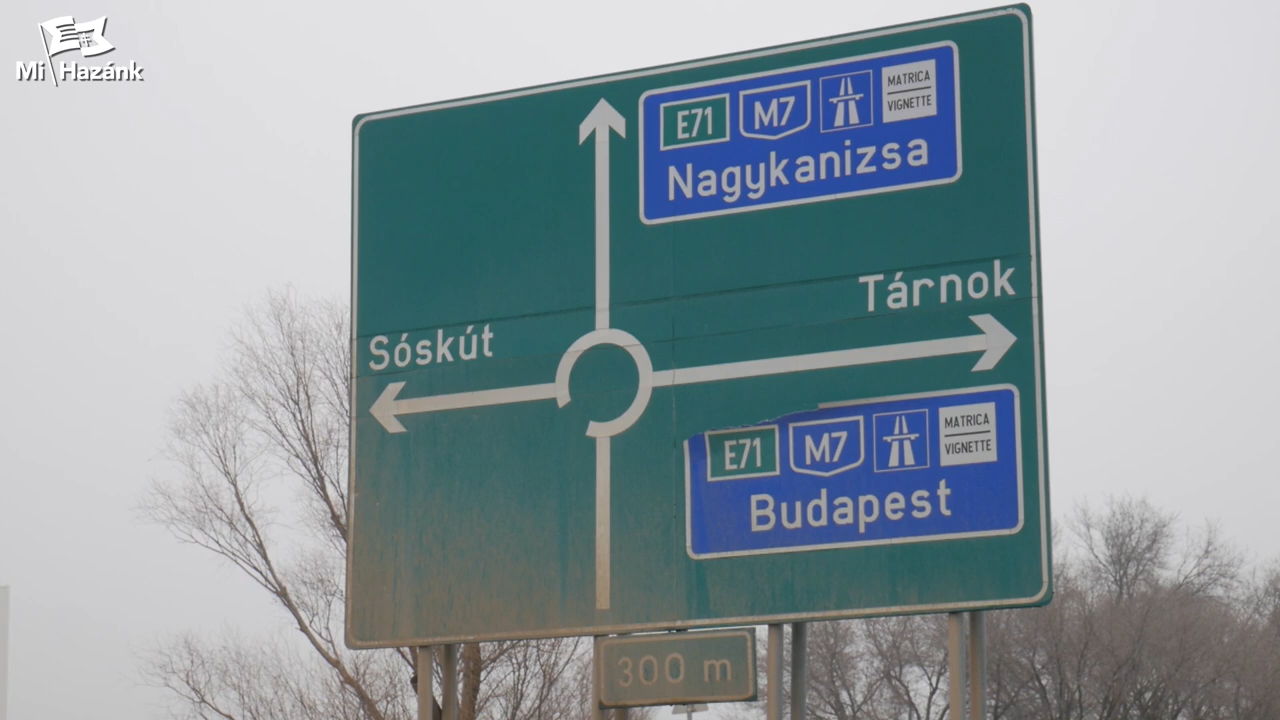 Mi Hazánk
E71 M7 MATRICA
VIGNETTE
Nagykanizsa
Tárnok
Sóskút
E71 M7 MATRICA
VIGNETTE
Budapest
300 m